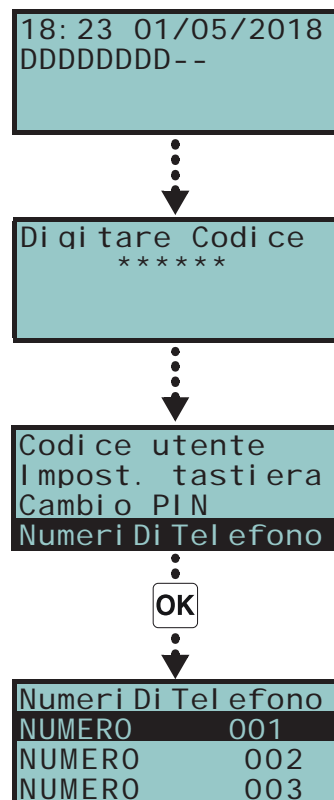 18:23 01/05/2018
DDDDDDDD--
Digitare Codice
******
Codice utente
Impost. tastiera
Cambio PIN
NumeriDiTelefono
OK
NumeriDiTelefono
NUMERO 001
NUMERO 002
NUMERO 003